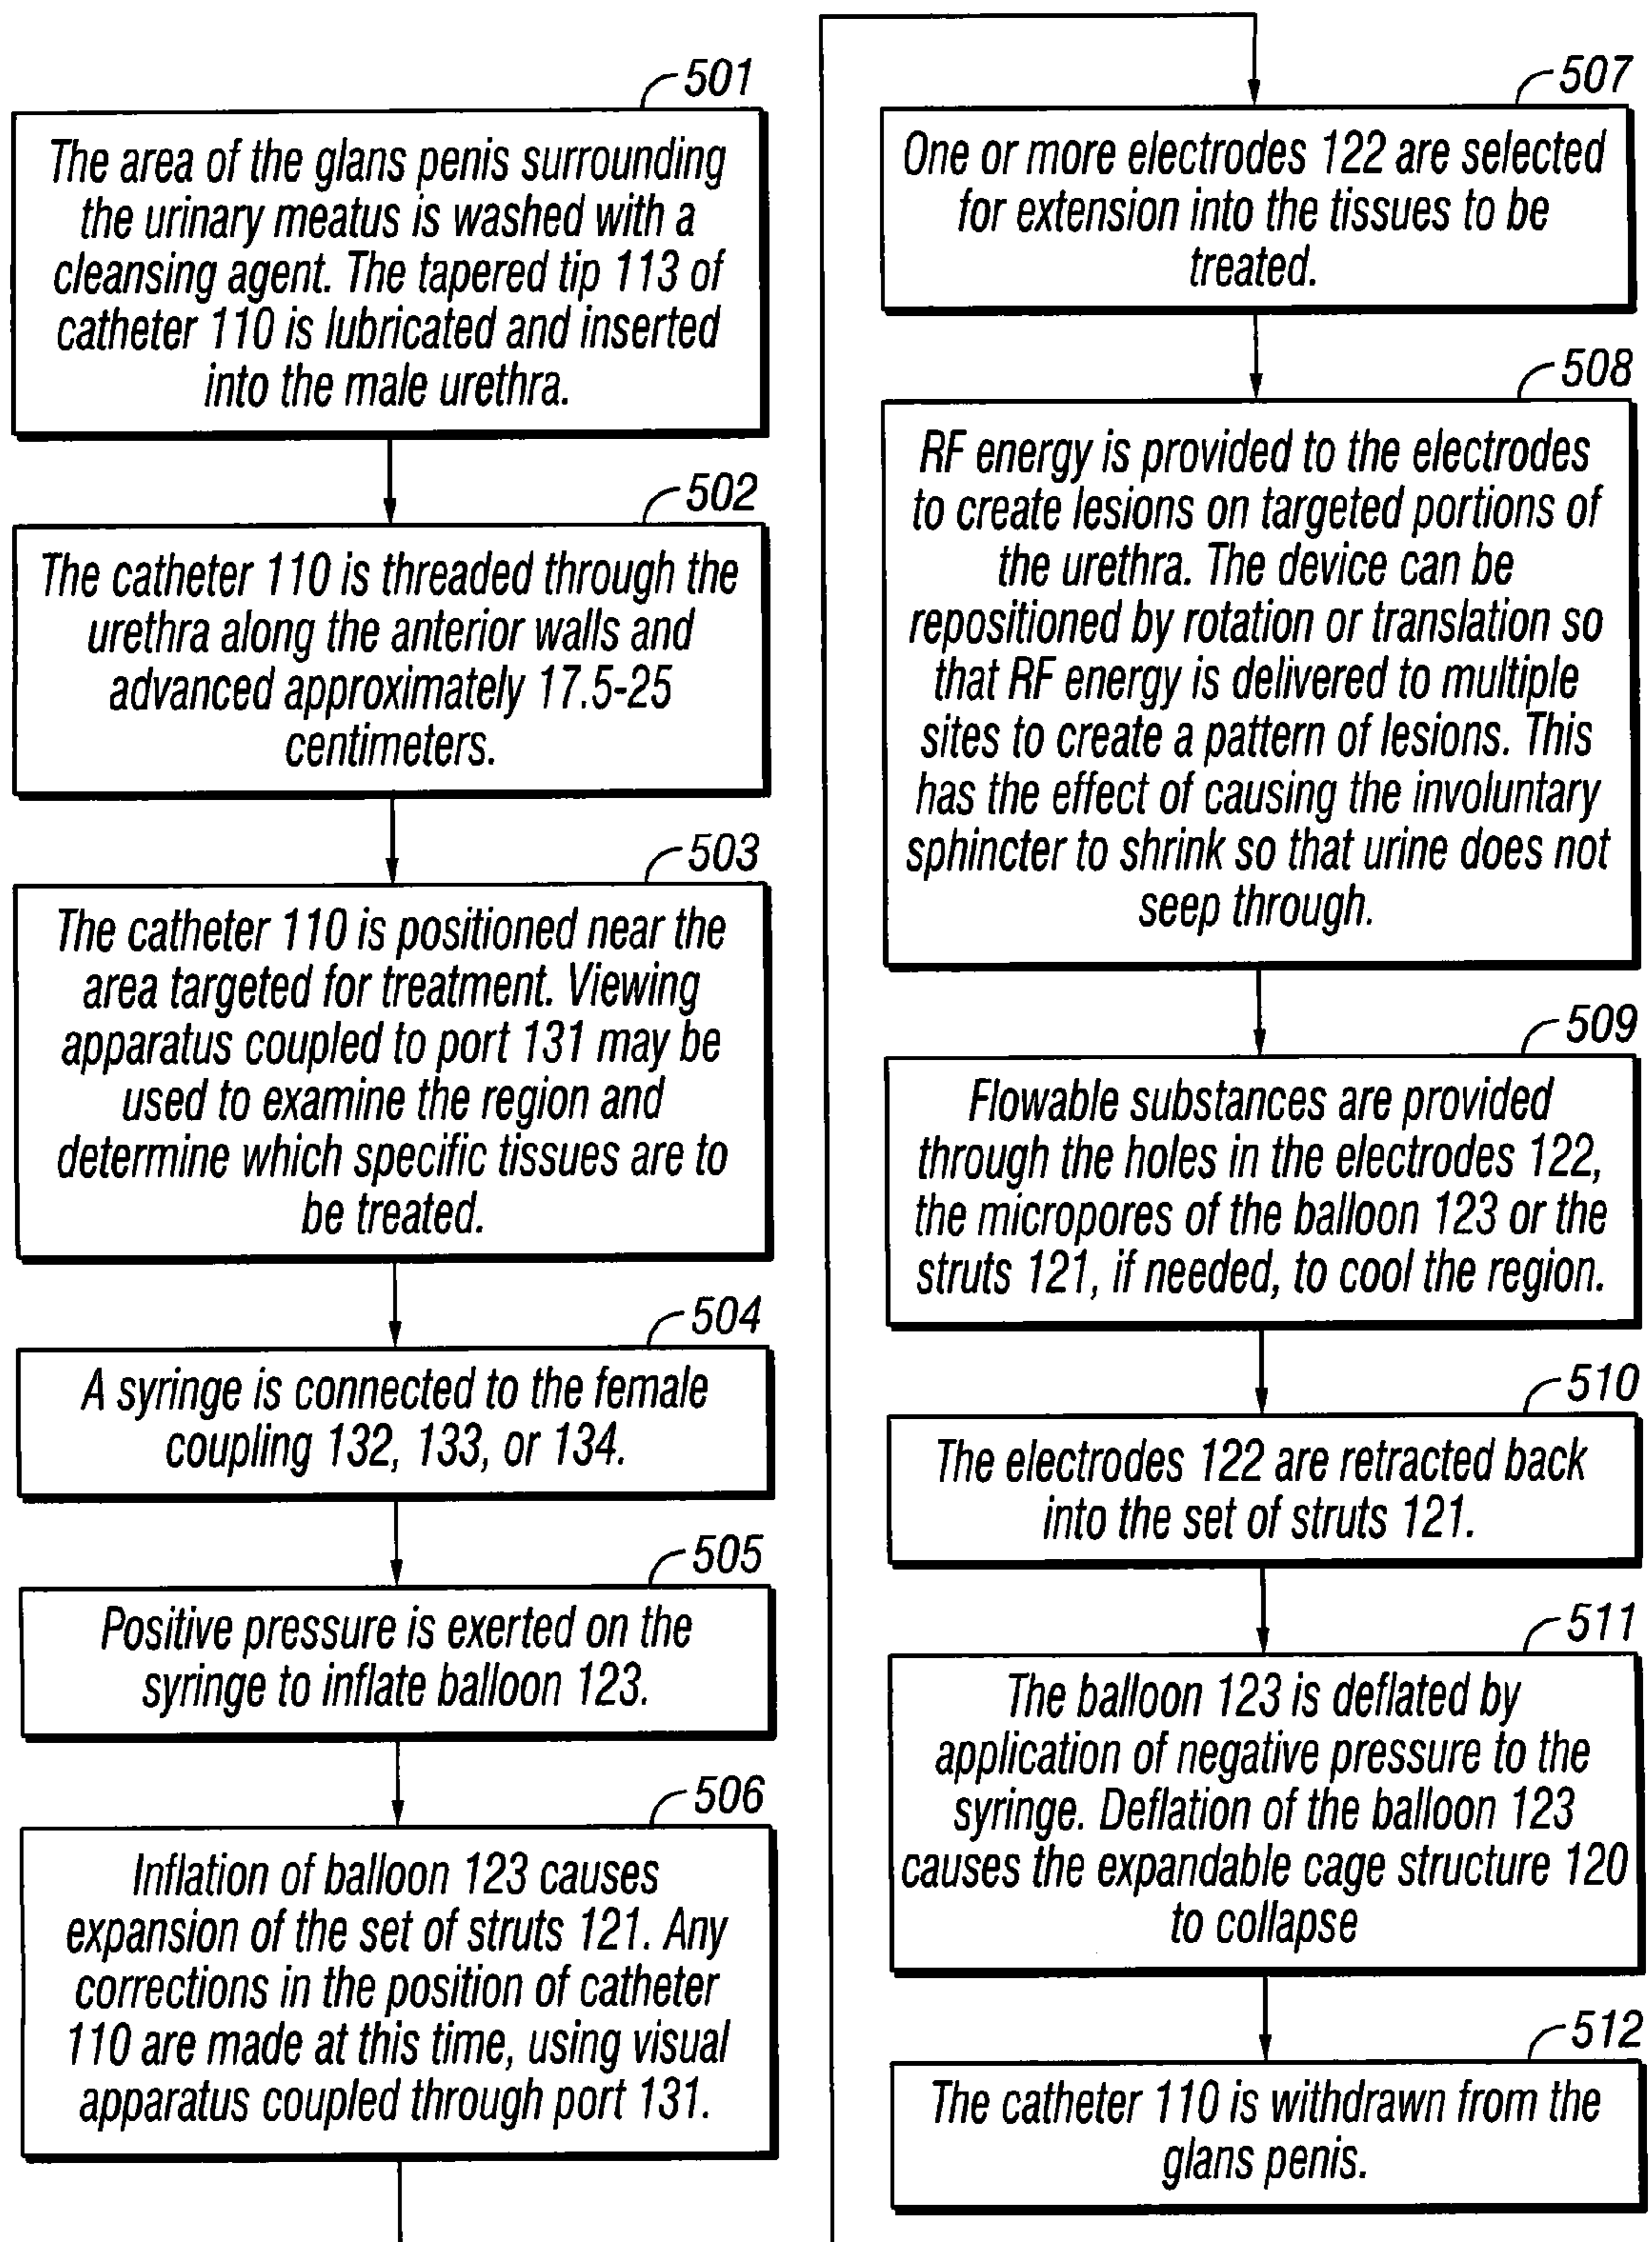 501
The area of the glans penis surrounding
the urinary meatus is washed with a
cleansing agent. The tapered tip 113 of
catheter 110 is lubricated and inserted
into the male urethra.
502
The catheter 110 is threaded through the
urethra along the anterior walls and
advanced approximately 17.5-25
centimeters.
503
The catheter 110 is positioned near the
area targeted for treatment. Viewing
apparatus coupled to port 131 may be
used to examine the region and
determine which specific tissues are to
be treated.
504
A syringe is connected to the female
coupling 132, 133, or 134.
505
Positive pressure is exerted on the
syringe to inflate balloon 123.
506
Inflation of balloon 123 causes
expansion of the set of struts 121. Any
corrections in the position of catheter
110 are made at this time, using visual
apparatus coupled through port 131.
507
One or more electrodes 122 are selected
for extension into the tissues to be
treated.
508
RF energy is provided to the electrodes
to create lesions on targeted portions of
the urethra. The device can be
repositioned by rotation or translation so
that RF energy is delivered to multiple
sites to create a pattern of lesions. This
has the effect of causing the involuntary
sphincter to shrink so that urine does not
seep through.
509
Flowable substances are provided
through the holes in the electrodes 122,
the micropores of the balloon 123 or the
struts 121, if needed, to cool the region.
510
The electrodes 122 are retracted back
into the set of struts 121.
511
The balloon 123 is deflated by
application of negative pressure to the
syringe. Deflation of the balloon 123
causes the expandable cage structure 120
to collapse
512
The catheter 110 is withdrawn from the
glans penis.